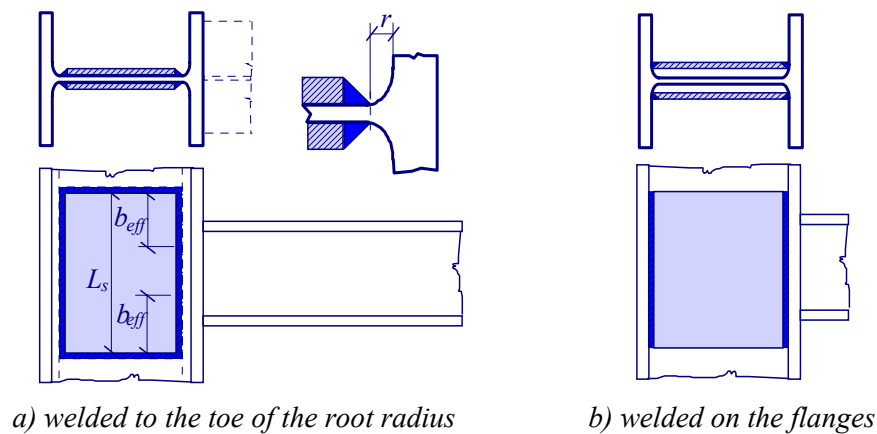 r
b_eff
L_s
b_eff
a) welded to the toe of the root radius
b) welded on the flanges